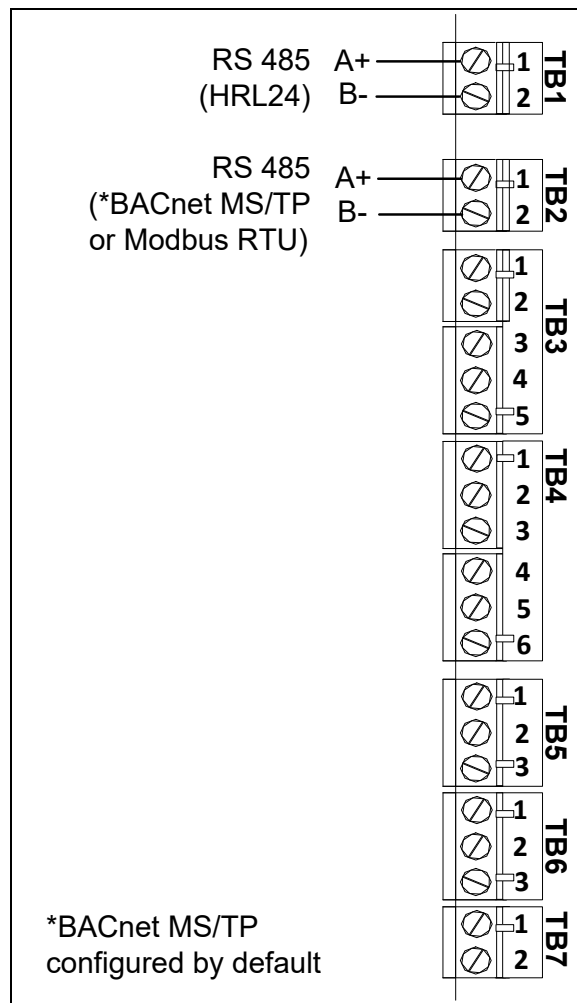 RS 485 A+ 1 TB1
(HRL24) B- 2
RS 485 A+ 1 TB2
(*BACnet MS/TP B- 2
or Modbus RTU)
1 TB3
2
3
4
5
1 TB4
2
3
4
5
6
1 TB5
2
3
1 TB6
2
3
*BACnet MS/TP 1 TB7
configured by default 2